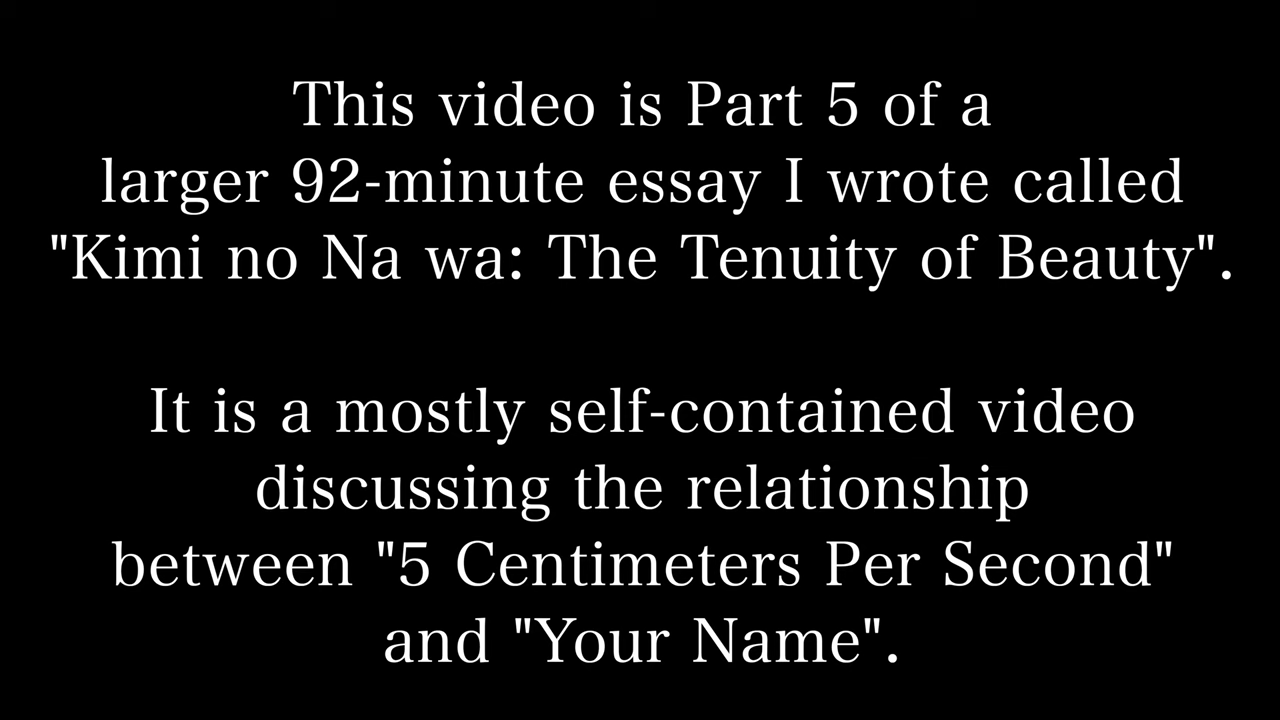 This video is Part 5 of a
larger 92-minute essay I wrote called
"Kimi no Na wa: The Tenuity of Beauty".
It is a mostly self-contained video
discussing the relationship
between "5 Centimeters Per Second"
and "Your Name".